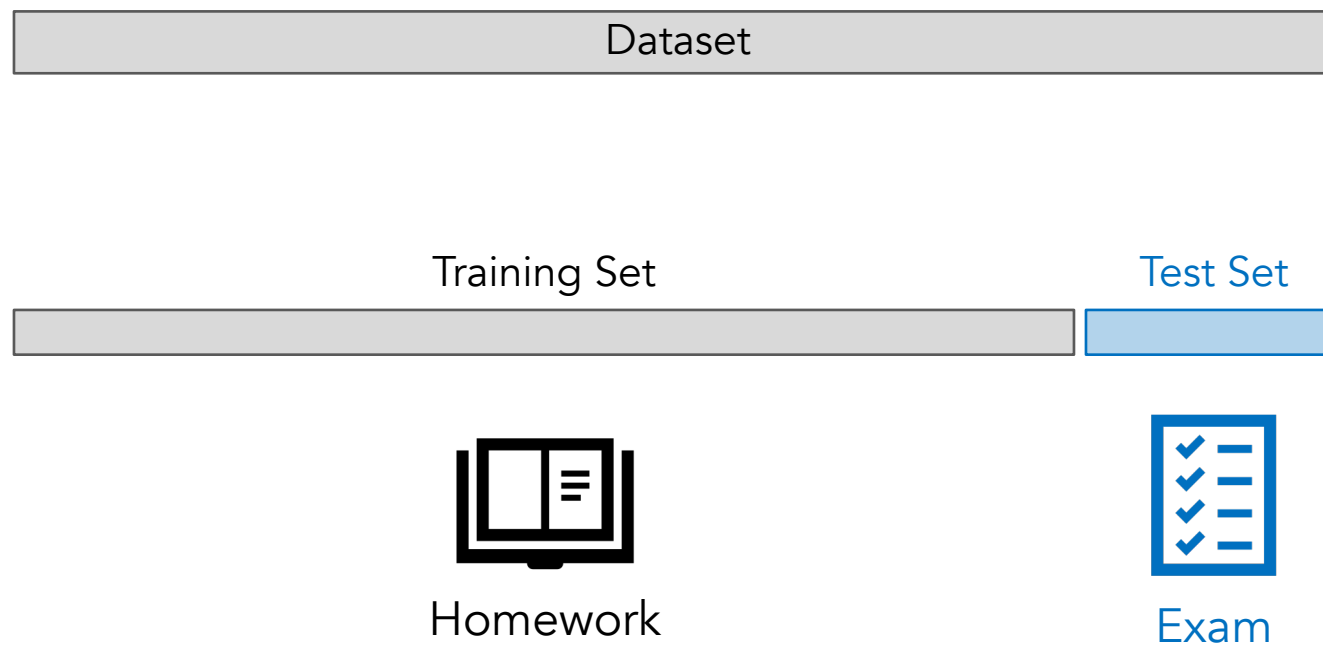 Dataset
Training Set
Test Set
Homework
Exam